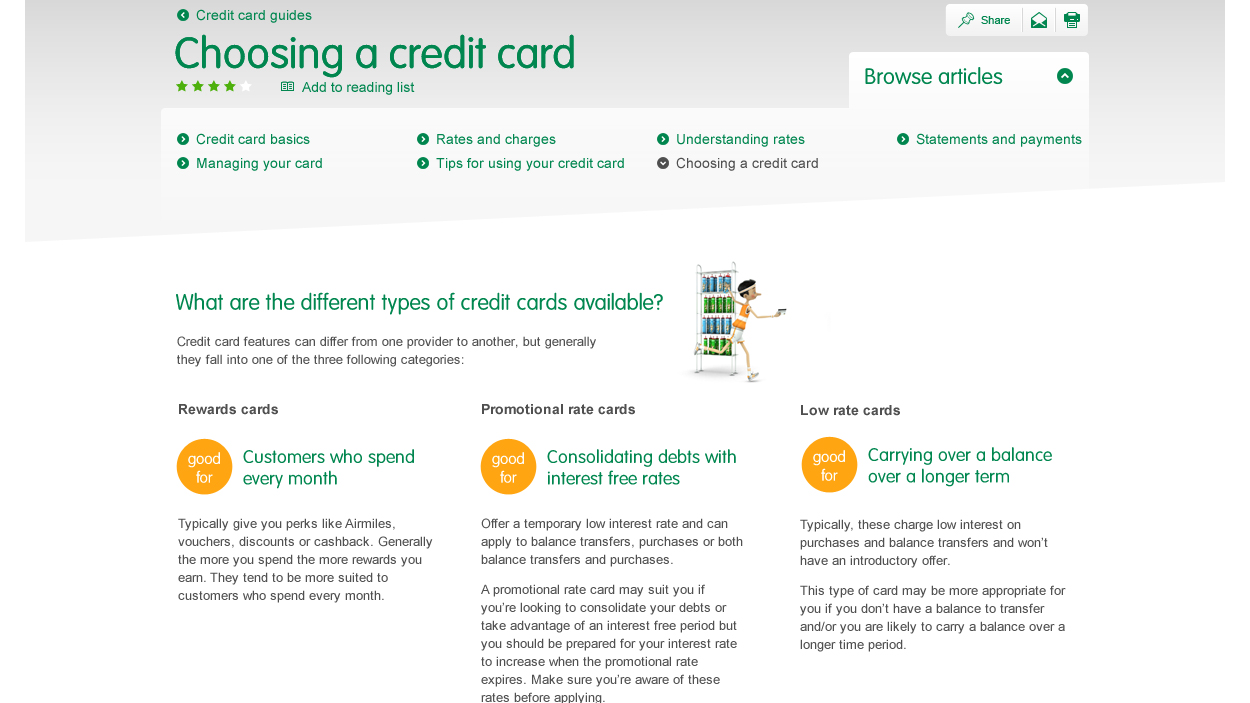 Credit card guides
Share
Choosing a credit card
Browse articles
Add to reading list
Credit card basics
Rates and charges
Understanding rates
Statements and payments
Managing your card
Tips for using your credit card
Choosing a credit card
What are the different types of credit cards available?
Credit card features can differ from one provider to another, but generally
they fall into one of the three following categories:
Rewards cards
good
for
Customers who spend
every month
Typically give you perks like Airmiles,
vouchers, discounts or cashback. Generally
the more you spend the more rewards you
earn. They tend to be more suited to
customers who spend every month.
Promotional rate cards
good
for
Consolidating debts with
interest free rates
Offer a temporary low interest rate and can
apply to balance transfers, purchases or both
balance transfers and purchases.
A promotional rate card may suit you if
you're looking to consolidate your debts or
take advantage of an interest free period but
you should be prepared for your interest rate
to increase when the promotional rate
expires. Make sure you're aware of these
rates before applying.
Low rate cards
good
for
Carrying over a balance
over a longer term
Typically, these charge low interest on
purchases and balance transfers and won't
have an introductory offer.
This type of card may be more appropriate for
you if you don't have a balance to transfer
and/or you are likely to carry a balance over a
longer time period.